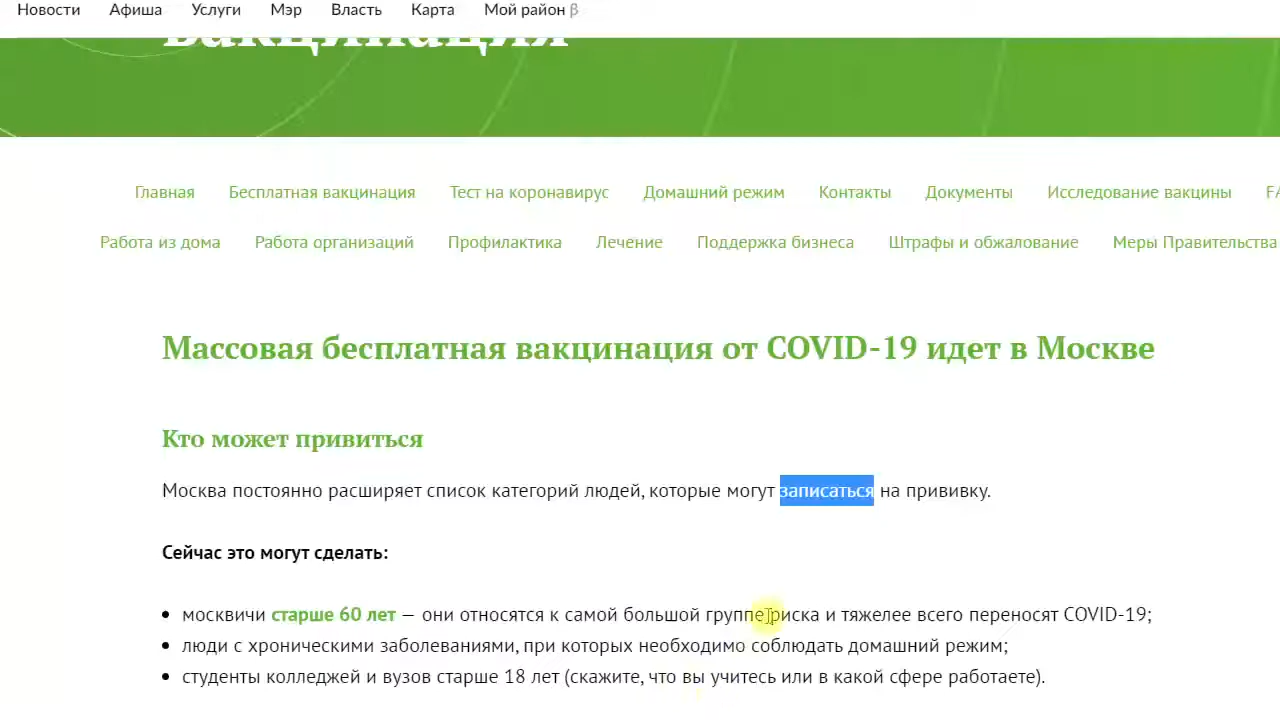 Новости Афиша Услуги Мэр Власть Карта Мой район β
вакцинация
Главная Бесплатная вакцинация Тест на коронавирус Домашний режим Контакты Документы Исследование вакцины FA
Работа из дома Работа организаций Профилактика Лечение Поддержка бизнеса Штрафы и обжалование Меры Правительства
Массовая бесплатная вакцинация от COVID-19 идет в Москве
Кто может привиться
Москва постоянно расширяет список категорий людей, которые могут записаться на прививку.
Сейчас это могут сделать:
• москвичи старше 60 лет — они относятся к самой большой группе риска и тяжелее всего переносят COVID-19;
• люди с хроническими заболеваниями, при которых необходимо соблюдать домашний режим;
• студенты колледжей и вузов старше 18 лет (скажите, что вы учитесь или в какой сфере работаете).